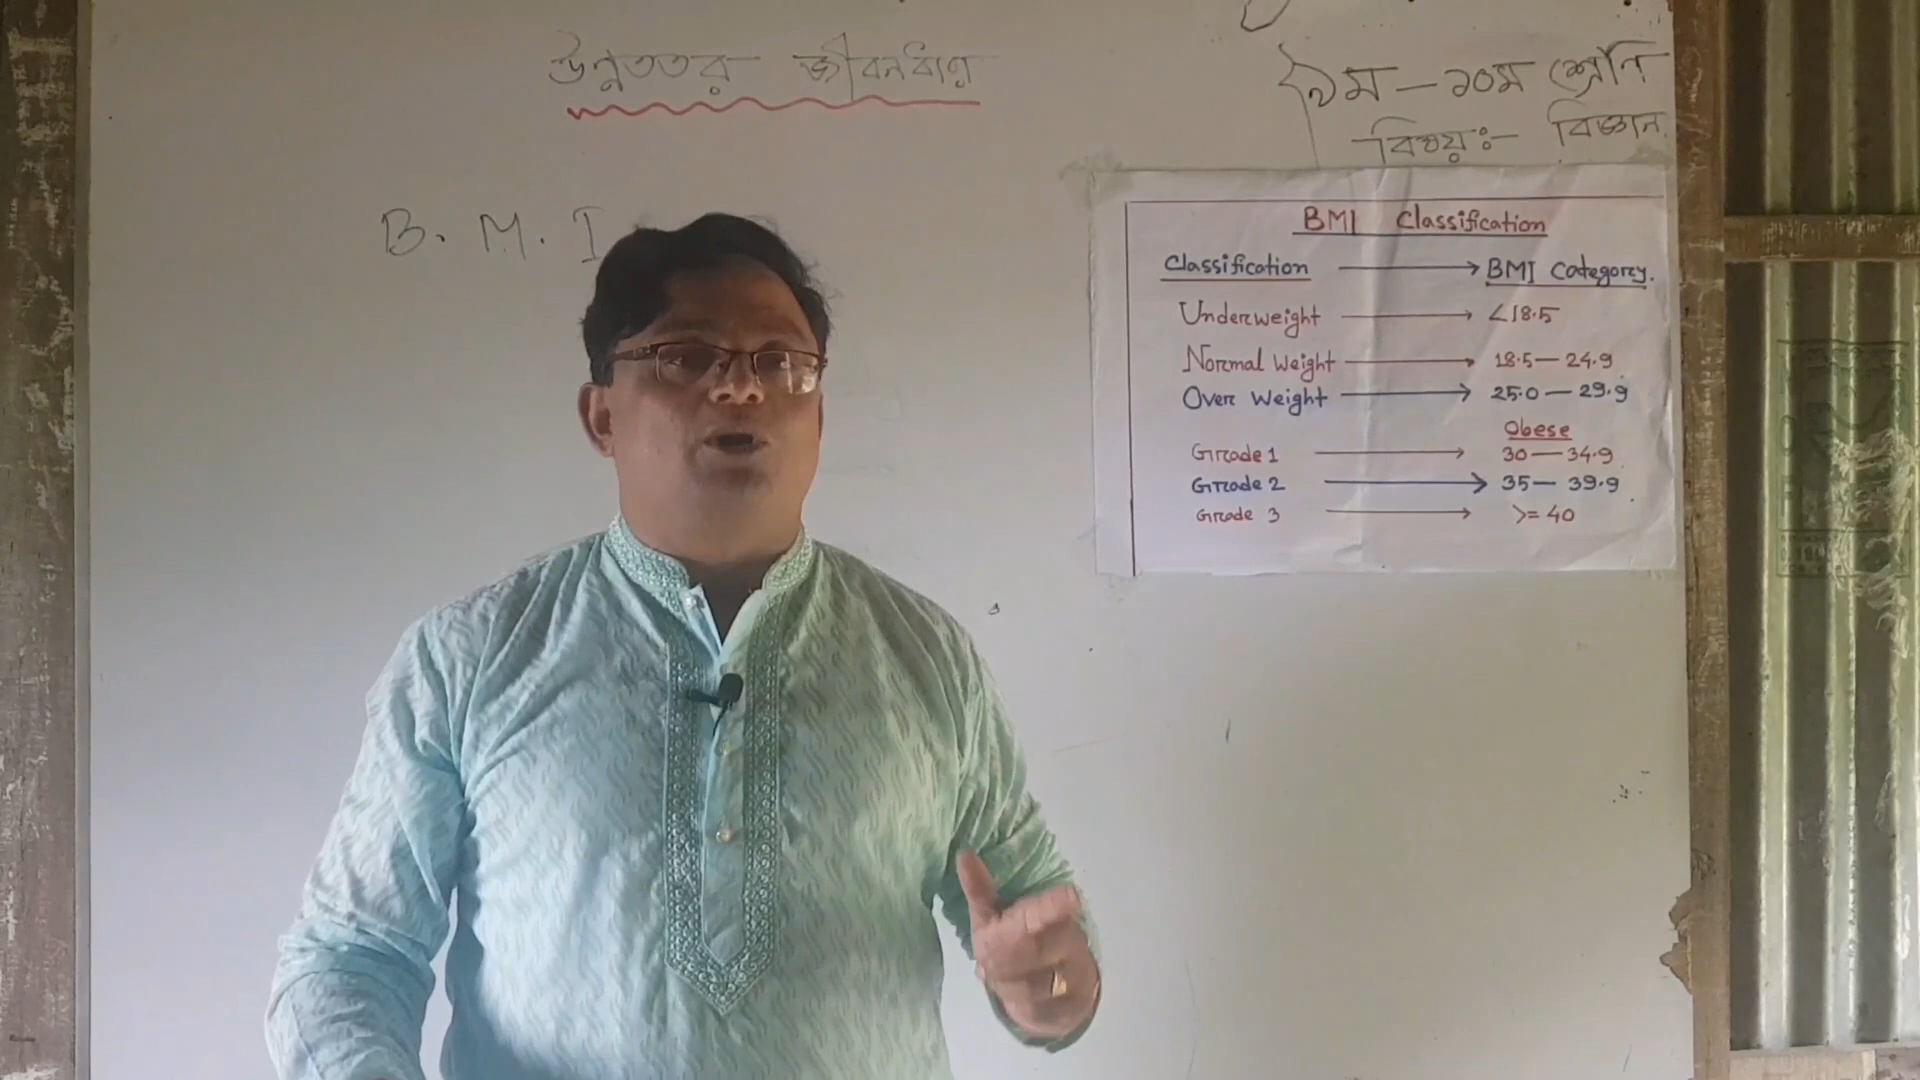 উন্নততর জীবনধারা
৯ম – ১০ম শ্রেণি
বিষয়ঃ- বিজ্ঞান
B. M. I
BMI Classification
Classification → BMI Category.
Underweight → <18.5
Normal Weight → 18.5 — 24.9
Over Weight → 25.0 — 29.9
Obese
Grade 1 → 30 — 34.9
Grade 2 → 35 — 39.9
Grade 3 → >= 40